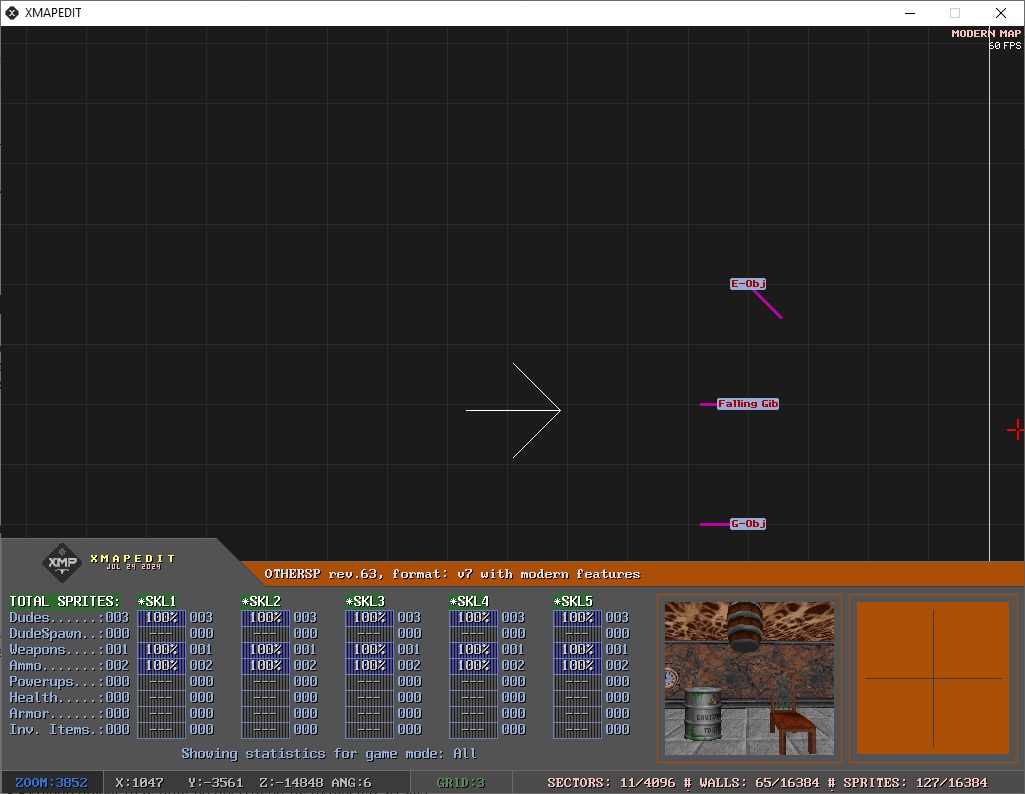 XMAPEDIT
MODERN MAP
60 FPS
E-Obj
Falling Gib
G-Obj
XMP
XMAPEDIT
JUL 24 2024
OTHERSP rev.63, format: v7 with modern features
TOTAL SPRITES: *SKL1 *SKL2 *SKL3 *SKL4 *SKL5
Dudes......:003 100% 003 100% 003 100% 003 100% 003 100% 003
DudeSpawn..:000 --- 000 --- 000 --- 000 --- 000 --- 000
Weapons....:001 100% 001 100% 001 100% 001 100% 001 100% 001
Ammo.......:002 100% 002 100% 002 100% 002 100% 002 100% 002
Powerups...:000 --- 000 --- 000 --- 000 --- 000 --- 000
Health.....:000 --- 000 --- 000 --- 000 --- 000 --- 000
Armor......:000 --- 000 --- 000 --- 000 --- 000 --- 000
Inv. Items.:000 --- 000 --- 000 --- 000 --- 000 --- 000
Showing statistics for game mode: All
ZOOM:3852 X:1047 Y:-3561 Z:-14848 ANG:6 GRID:3 SECTORS: 11/4096 # WALLS: 65/16384 # SPRITES: 127/16384